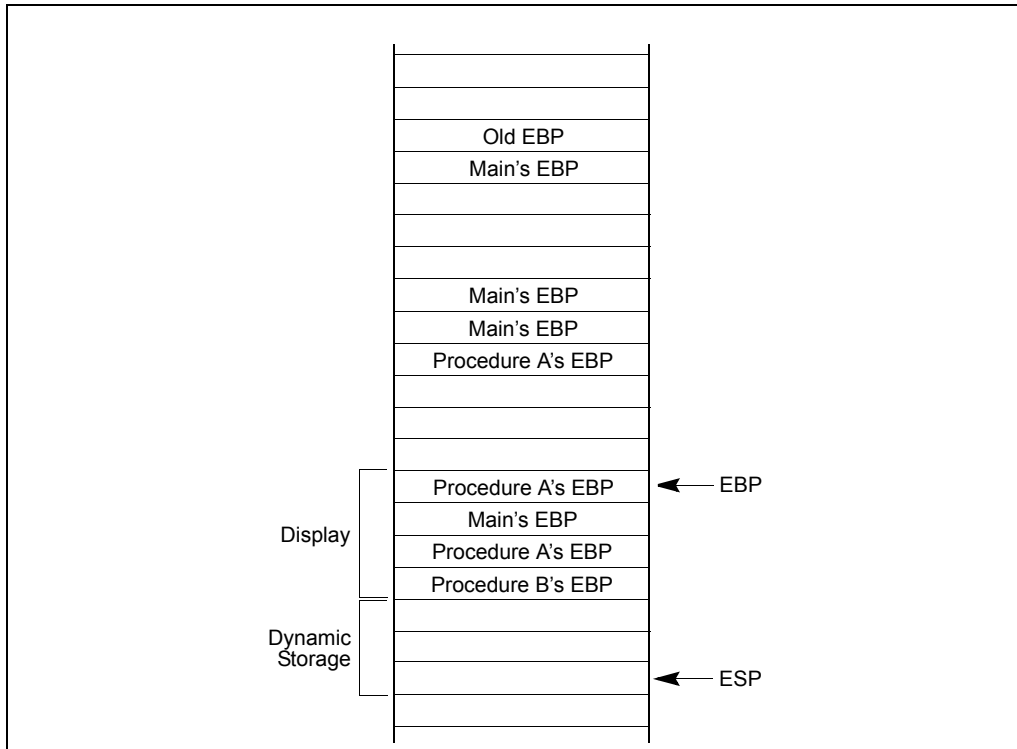 Old EBP
Main’s EBP
Main’s EBP
Main’s EBP
Procedure A’s EBP
Procedure A’s EBP
EBP
Display
Main’s EBP
Procedure A’s EBP
Procedure B’s EBP
Dynamic
Storage
ESP